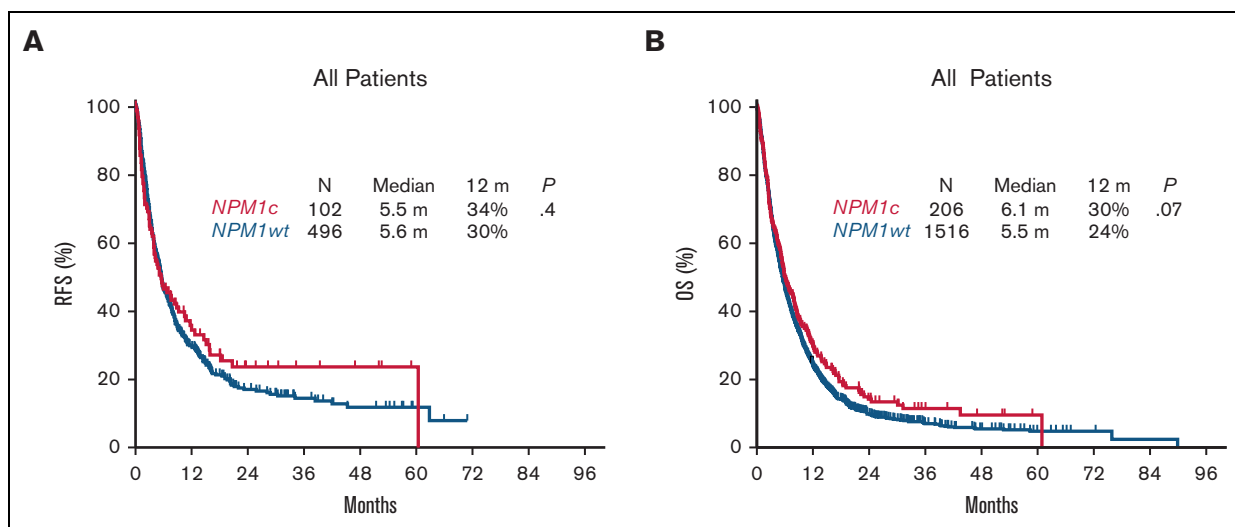 A
All Patients
RFS (%)
100
80
60
40
20
0
N Median 12 m P
NPM1c 102 5.5 m 34% .4
NPM1wt 496 5.6 m 30%
0 12 24 36 48 60 72 84 96
Months
B
All Patients
OS (%)
100
80
60
40
20
0
N Median 12 m P
NPM1c 206 6.1 m 30% .07
NPM1wt 1516 5.5 m 24%
0 12 24 36 48 60 72 84 96
Months